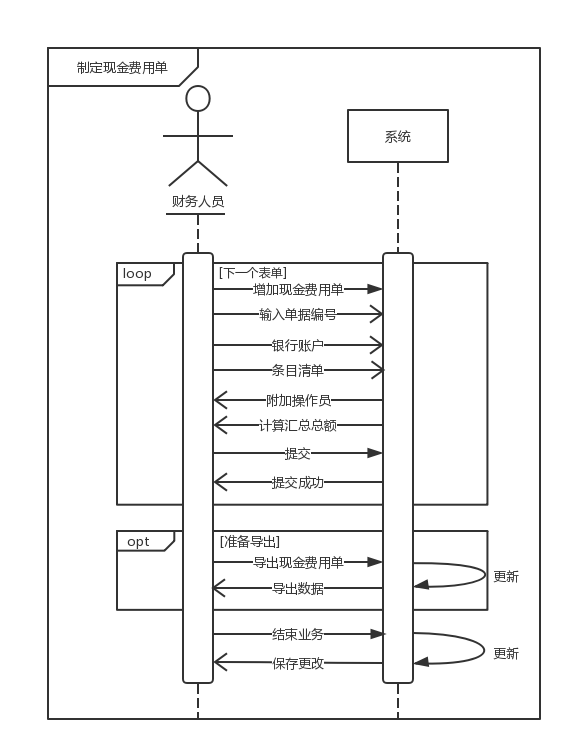 制定现金费用单
系统
财务人员
loop
[下一个表单]
增加现金费用单
输入单据编号
银行账户
条目清单
附加操作员
计算汇总总额
提交
提交成功
opt
[准备导出]
导出现金费用单
更新
导出数据
结束业务
更新
保存更改